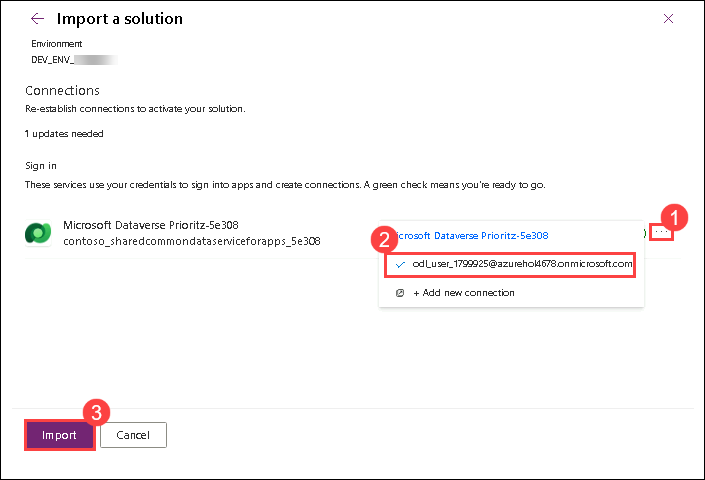 Import a solution
Environment
DEV_ENV_
Connections
Re-establish connections to activate your solution.
1 updates needed
Sign in
These services use your credentials to sign into apps and create connections. A green check means you're ready to go.
1
Microsoft Dataverse Prioritz-5e308
contoso_sharedcommondataserviceforapps_5e308
2
icrosoft Dataverse Prioritz-5e308
) ...
odl_user_1799925@azurehol4678.onmicrosoft.com
+ Add new connection
3
Import
Cancel